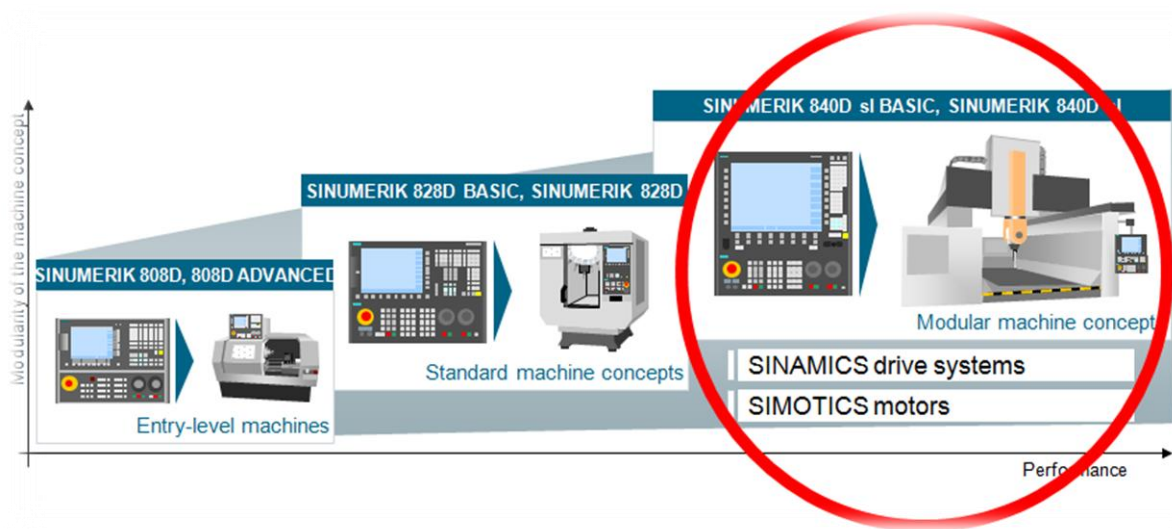 SINUMERIK 840D sl BASIC, SINUMERIK 840D sl
SINUMERIK 828D BASIC, SINUMERIK 828D
SINUMERIK 808D, 808D ADVANCED
Modularity of the machine concept
Modular machine concept
Standard machine concepts
SINAMICS drive systems
SIMOTICS motors
Entry-level machines
Performance